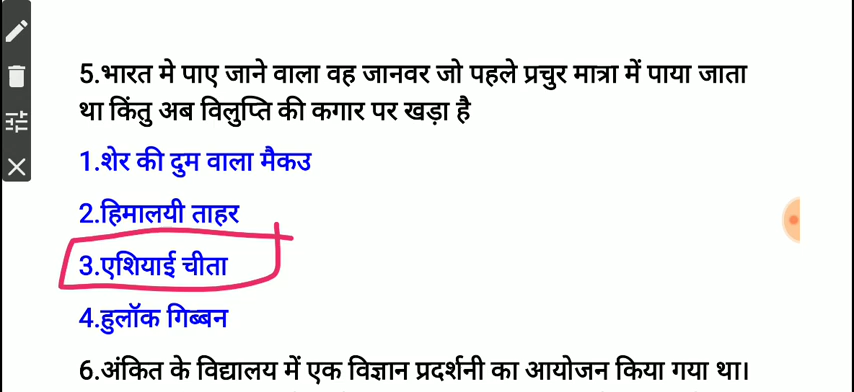 5.भारत मे पाए जाने वाला वह जानवर जो पहले प्रचुर मात्रा में पाया जाता
था किंतु अब विलुप्ति की कगार पर खड़ा है
1.शेर की दुम वाला मैकउ
2.हिमालयी ताहर
3.एशियाई चीता
4.हुलॉक गिब्बन
6.अंकित के विद्यालय में एक विज्ञान प्रदर्शनी का आयोजन किया गया था।